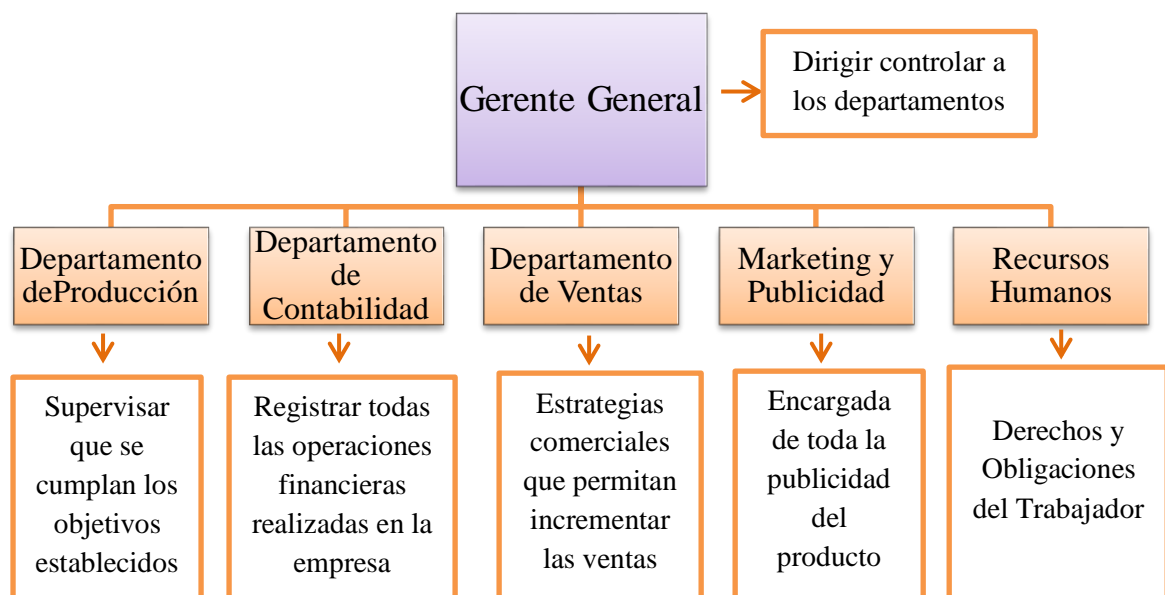 Gerente General
Dirigir controlar a
los departamentos
Departamento
deProducción
Departamento
de
Contabilidad
Departamento
de Ventas
Marketing y
Publicidad
Recursos
Humanos
Supervisar
que se
cumplan los
objetivos
establecidos
Registrar todas
las operaciones
financieras
realizadas en la
empresa
Estrategias
comerciales
que permitan
incrementar
las ventas
Encargada
de toda la
publicidad
del
producto
Derechos y
Obligaciones
del Trabajador